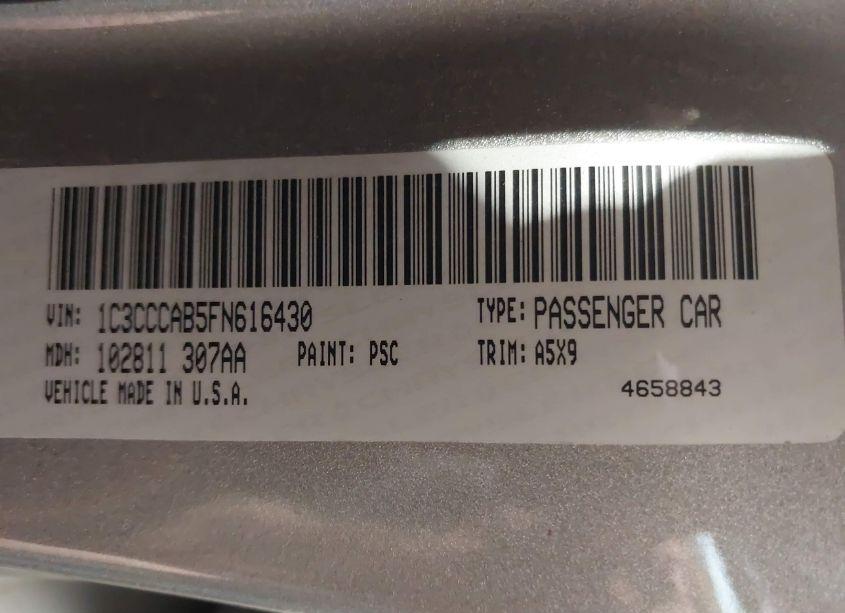 VIN: 1C3CCCAB5FN616430 TYPE: PASSENGER CAR
MDH: 102811 307AA PAINT: PSC TRIM: A5X9
VEHICLE MADE IN U.S.A. 4658843